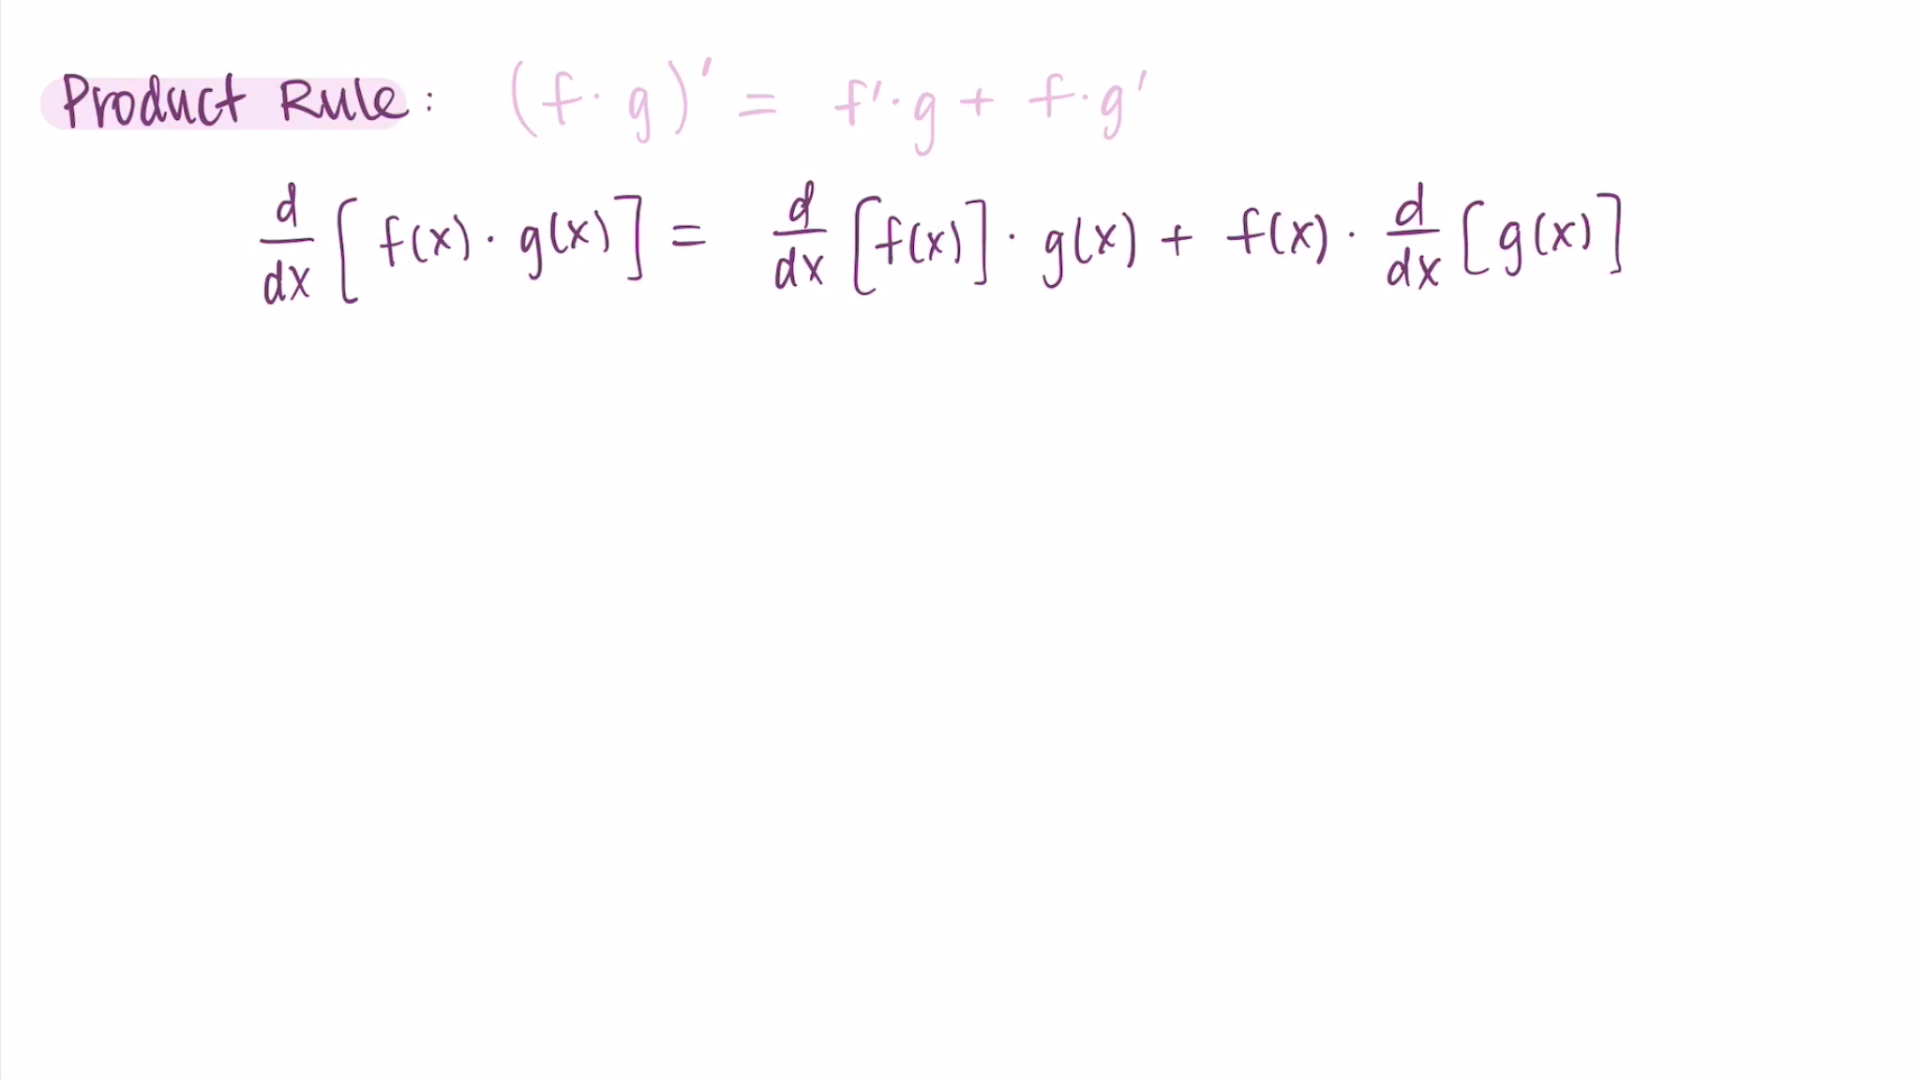 Product Rule: (f · g)' = f' · g + f · g'
d/dx [f(x) · g(x)] = d/dx [f(x)] · g(x) + f(x) · d/dx [g(x)]